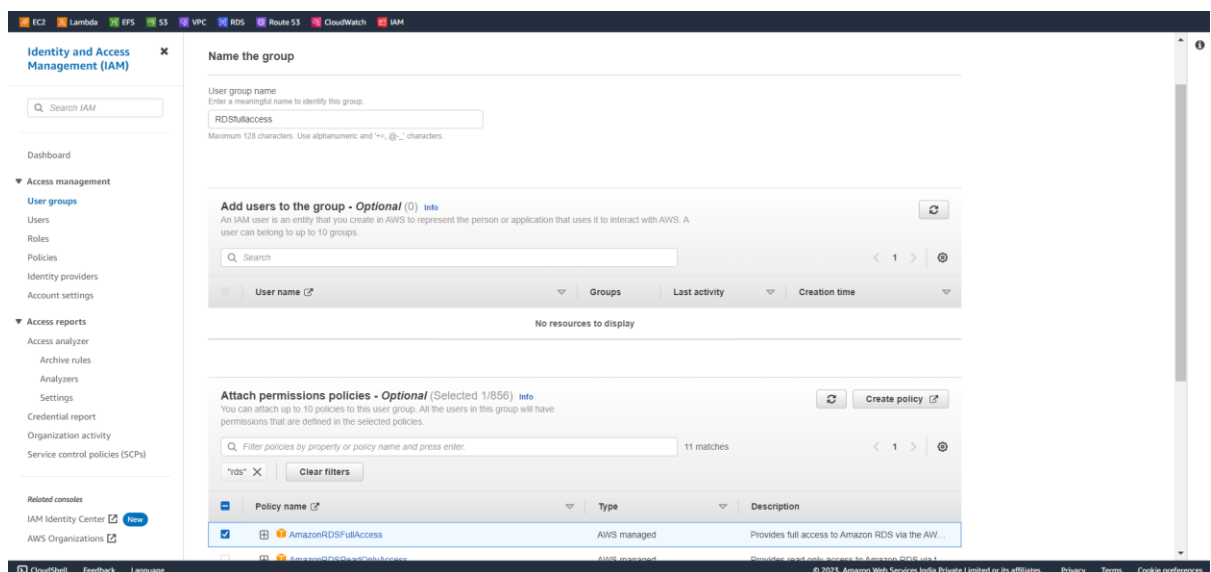 EC2 Lambda EFS S3 VPC RDS Route 53 CloudWatch IAM
Identity and Access Management (IAM)
Search IAM
Dashboard
Access management
User groups
Users
Roles
Policies
Identity providers
Account settings
Access reports
Access analyzer
Archive rules
Analyzers
Settings
Credential report
Organization activity
Service control policies (SCPs)
Related consoles
IAM Identity Center New
AWS Organizations
Name the group
User group name
Enter a meaningful name to identify this group.
RDSfullaccess
Maximum 128 characters. Use alphanumeric and '+=,.@-_' characters.
Add users to the group - Optional (0) Info
An IAM user is an entity that you create in AWS to represent the person or application that uses it to interact with AWS. A
user can belong to up to 10 groups.
Search
1
User name Groups Last activity Creation time
No resources to display
Attach permissions policies - Optional (Selected 1/856) Info
You can attach up to 10 policies to this user group. All the users in this group will have
permissions that are defined in the selected policies.
Create policy
Filter policies by property or policy name and press enter.
11 matches
1
"rds" Clear filters
Policy name Type Description
AmazonRDSFullAccess AWS managed Provides full access to Amazon RDS via the AW...
AmazonRDSReadOnlyAccess AWS managed Provides read only access to Amazon RDS via t...
CloudShell Feedback Language © 2023, Amazon Web Services India Private Limited or its affiliates. Privacy Terms Cookie preferences